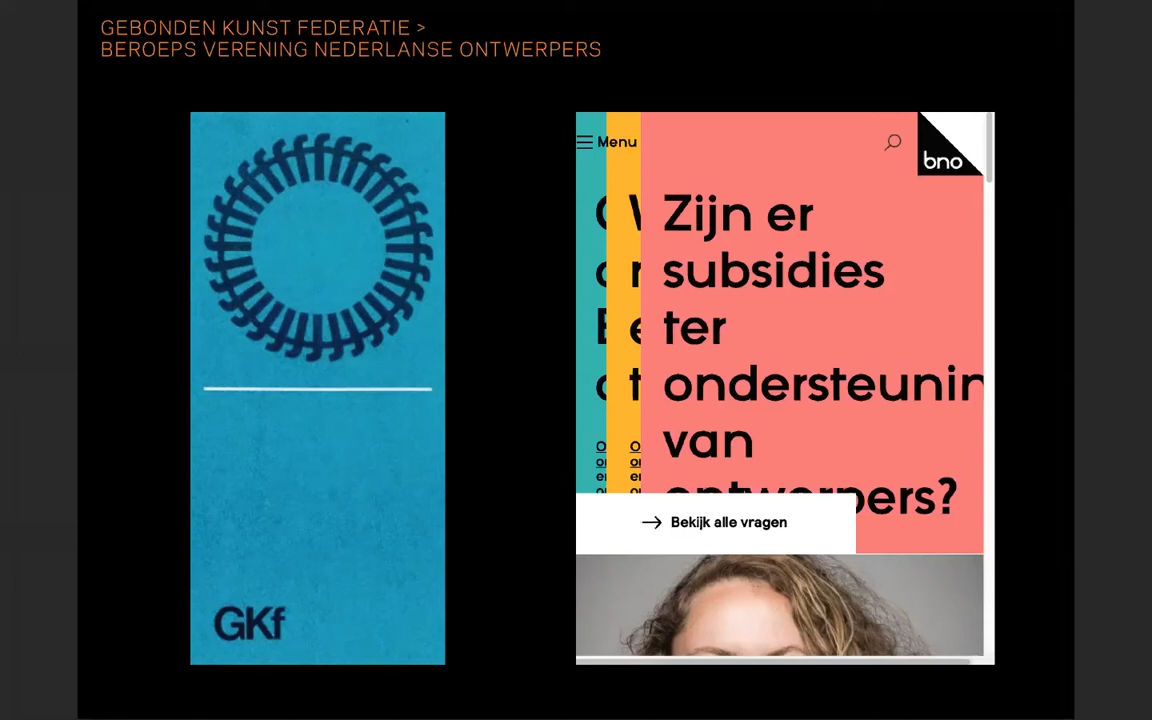 GEBONDEN KUNST FEDERATIE >
BEROEPS VERENING NEDERLANSE ONTWERPERS
GKf
Menu
bno
Zijn er
subsidies
ter
ondersteunin
van
ontwerpers?
Bekijk alle vragen